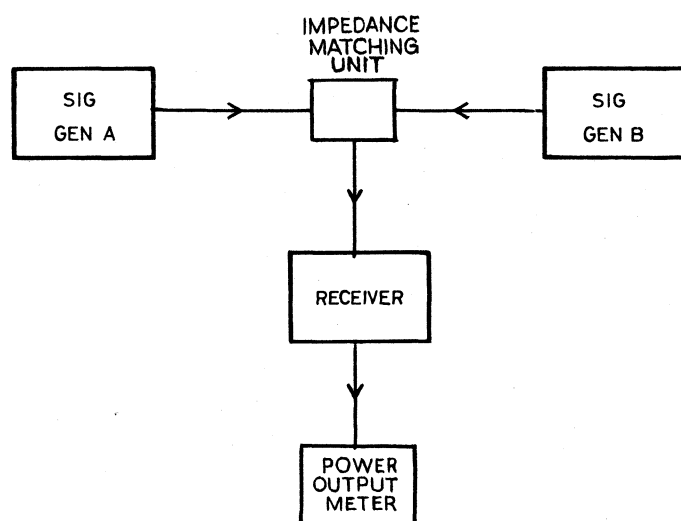 IMPEDANCE
MATCHING
UNIT
SIG
GEN A
SIG
GEN B
RECEIVER
POWER
OUTPUT
METER